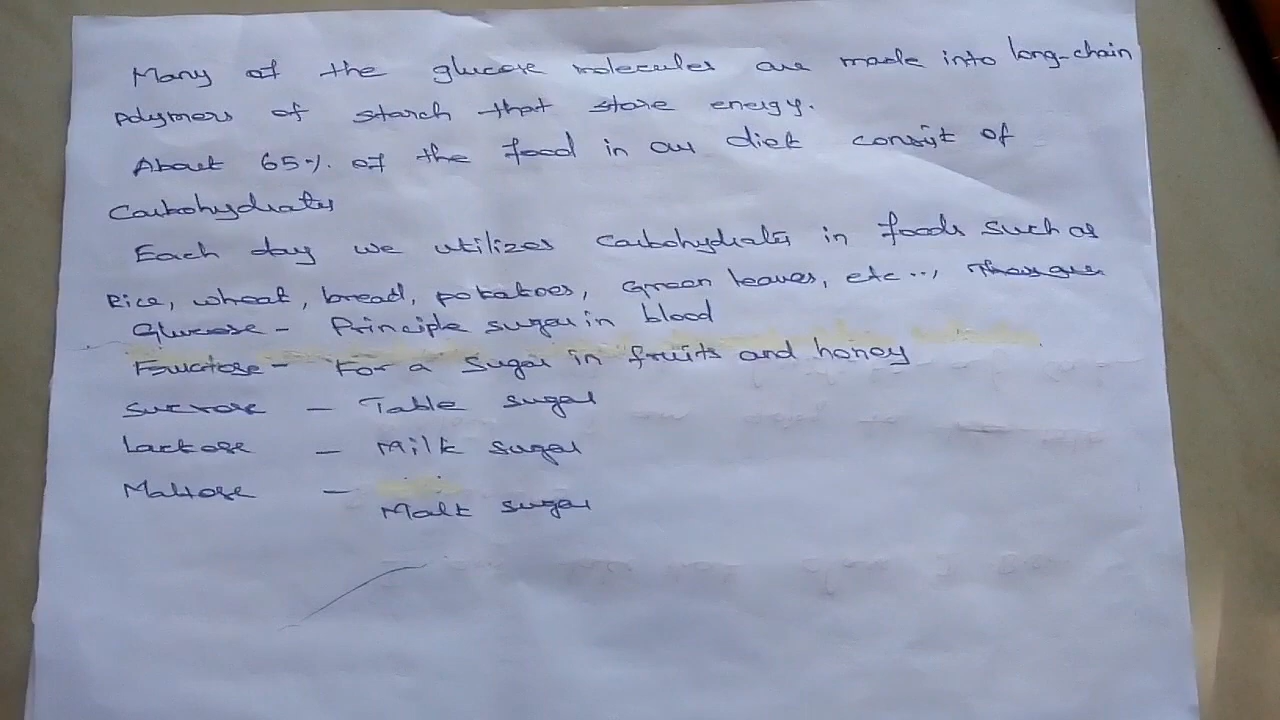 Many of the glucose molecules are made into long-chain
polymers of starch that store energy.
About 65%. of the food in our diet consist of
Carbohydrates
Each day we utilizes Carbohydrates in foods such as
Rice, wheat, bread, potatoes, Green leaves, etc..,
Glucose - Principle sugar in blood
Fructose - For a Sugar in fruits and honey
Sucrose - Table sugar
Lactose - Milk sugar
Maltose -
Malt sugar